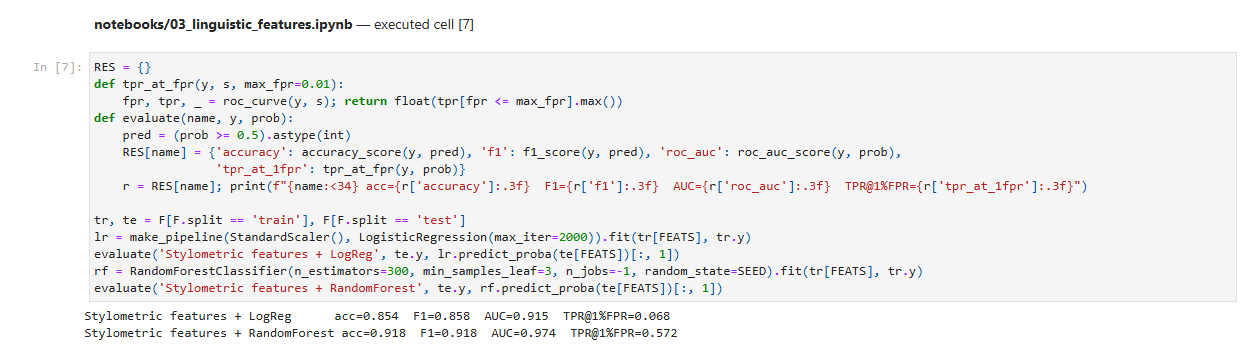 notebooks/03_linguistic_features.ipynb — executed cell [7]
In [7]: RES = {}
def tpr_at_fpr(y, s, max_fpr=0.01):
    fpr, tpr, _ = roc_curve(y, s); return float(tpr[fpr <= max_fpr].max())
def evaluate(name, y, prob):
    pred = (prob >= 0.5).astype(int)
    RES[name] = {'accuracy': accuracy_score(y, pred), 'f1': f1_score(y, pred), 'roc_auc': roc_auc_score(y, prob),
                 'tpr_at_1fpr': tpr_at_fpr(y, prob)}
    r = RES[name]; print(f"{name:<34} acc={r['accuracy']:.3f}  F1={r['f1']:.3f}  AUC={r['roc_auc']:.3f}  TPR@1%FPR={r['tpr_at_1fpr']:.3f}")
tr, te = F[F.split == 'train'], F[F.split == 'test']
lr = make_pipeline(StandardScaler(), LogisticRegression(max_iter=2000)).fit(tr[FEATS], tr.y)
evaluate('Stylometric features + LogReg', te.y, lr.predict_proba(te[FEATS])[:, 1])
rf = RandomForestClassifier(n_estimators=300, min_samples_leaf=3, n_jobs=-1, random_state=SEED).fit(tr[FEATS], tr.y)
evaluate('Stylometric features + RandomForest', te.y, rf.predict_proba(te[FEATS])[:, 1])
Stylometric features + LogReg      acc=0.854  F1=0.858  AUC=0.915  TPR@1%FPR=0.068
Stylometric features + RandomForest acc=0.918  F1=0.918  AUC=0.974  TPR@1%FPR=0.572